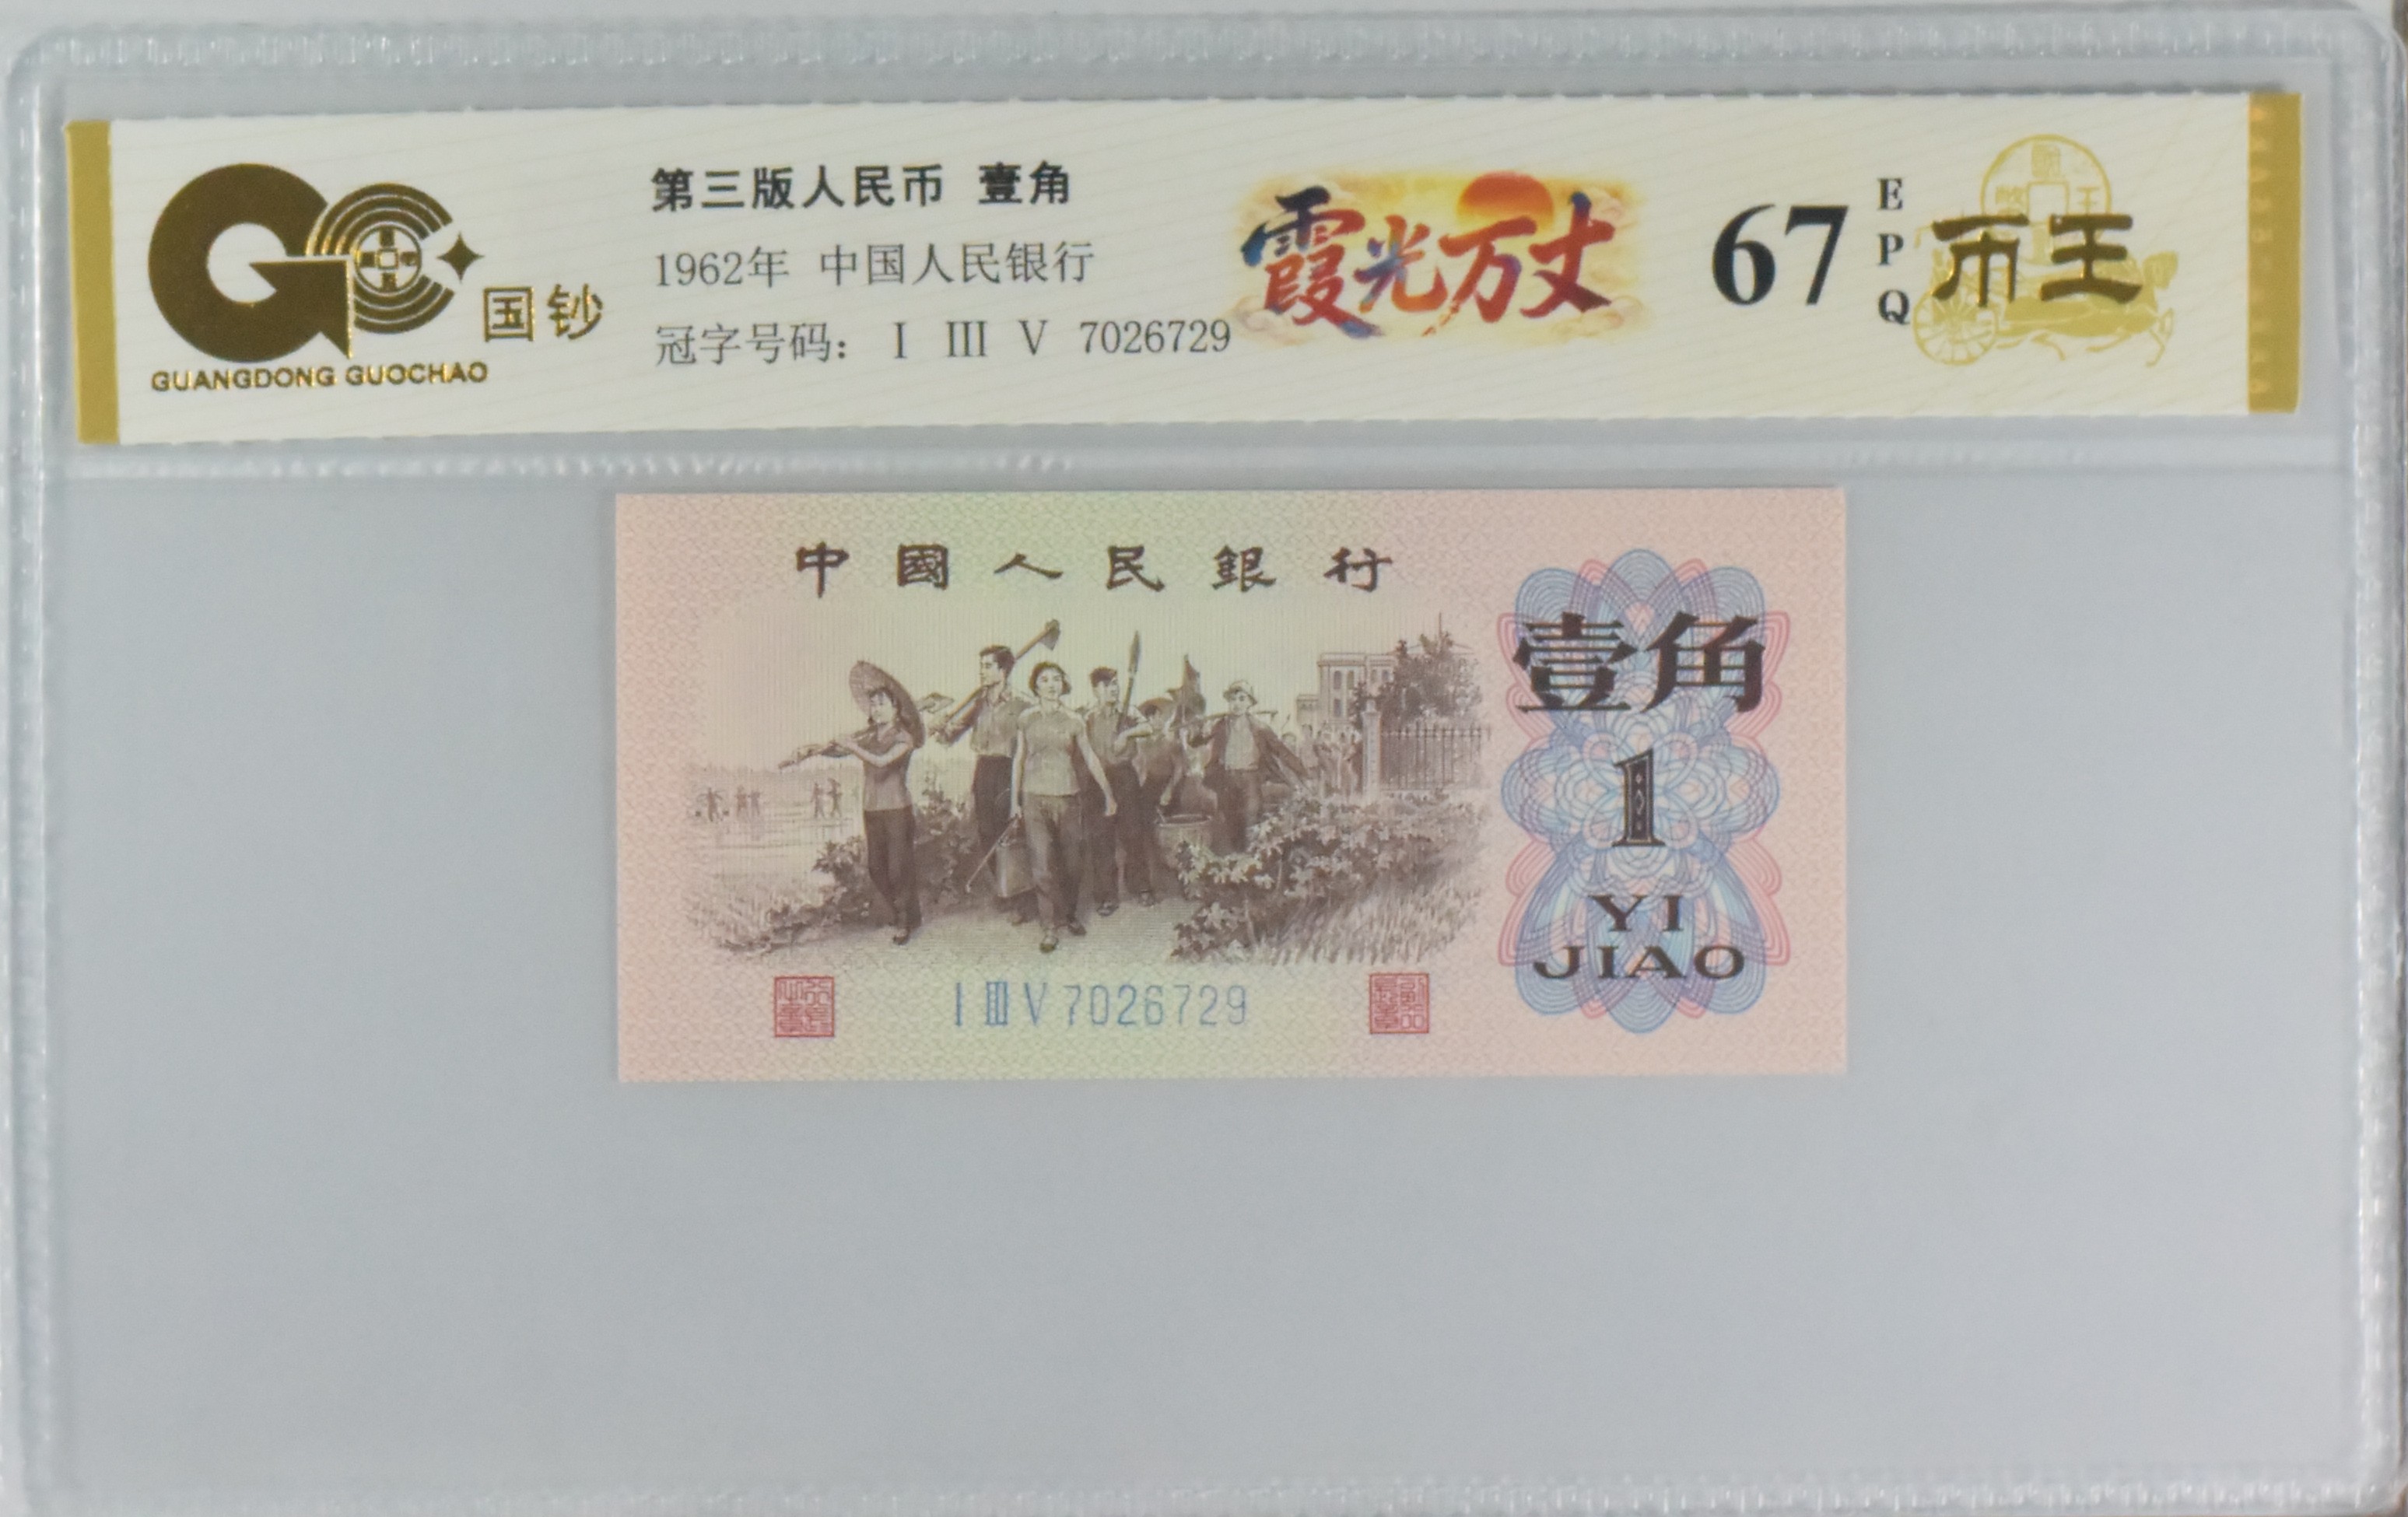 国钞
GUANGDONG GUOCHAO
第三版人民币 壹角
1962年 中国人民银行
冠字号码: I III V 7026729
霞光万丈
67
EPQ
币王
中國人民銀行
壹角
1
YI
JIAO
I III V 7026729